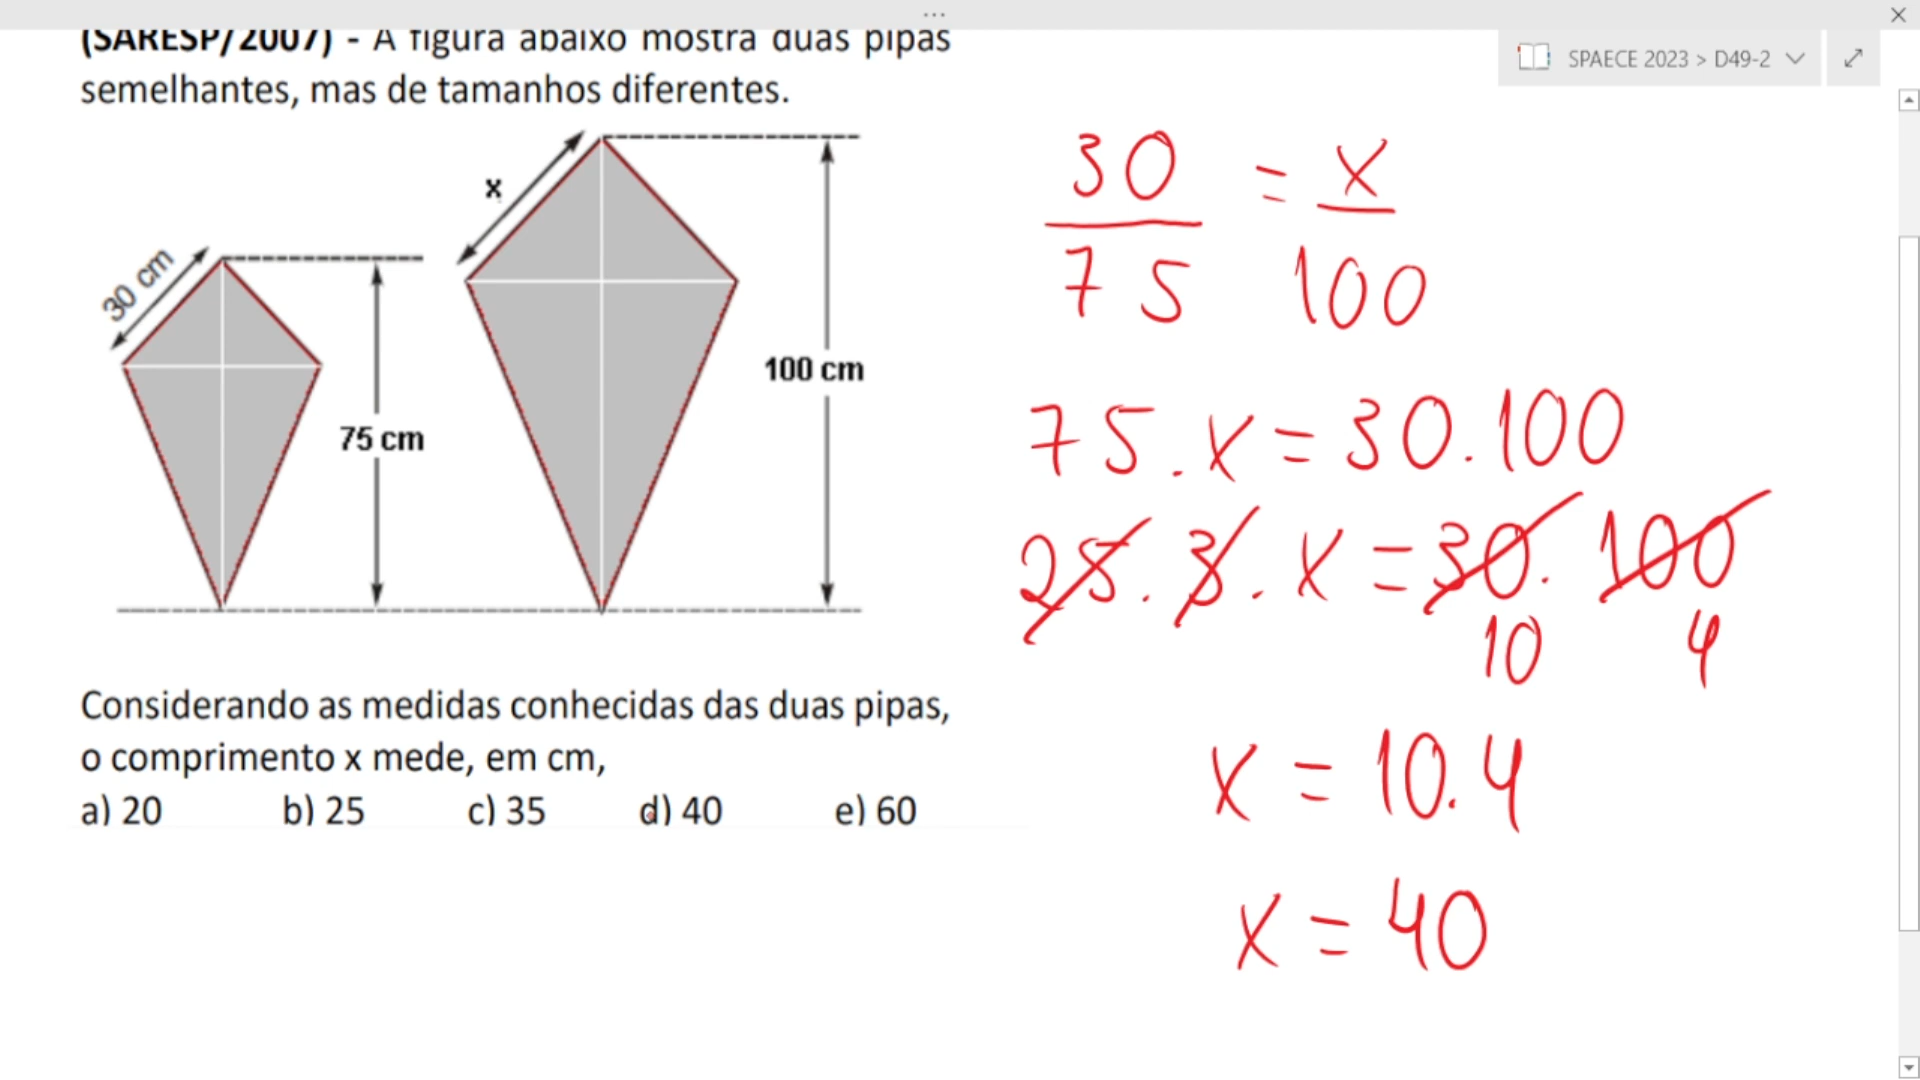 (SARESP/2007) - A figura abaixo mostra duas pipas
semelhantes, mas de tamanhos diferentes.
30 cm
75 cm
x
100 cm
Considerando as medidas conhecidas das duas pipas,
o comprimento x mede, em cm,
a) 20 b) 25 c) 35 d) 40 e) 60
SPAECE 2023 > D49-2
30 = x
75 100
75 . x = 30 . 100
25 . 3 . x = 30 . 100
10 4
x = 10 . 4
x = 40